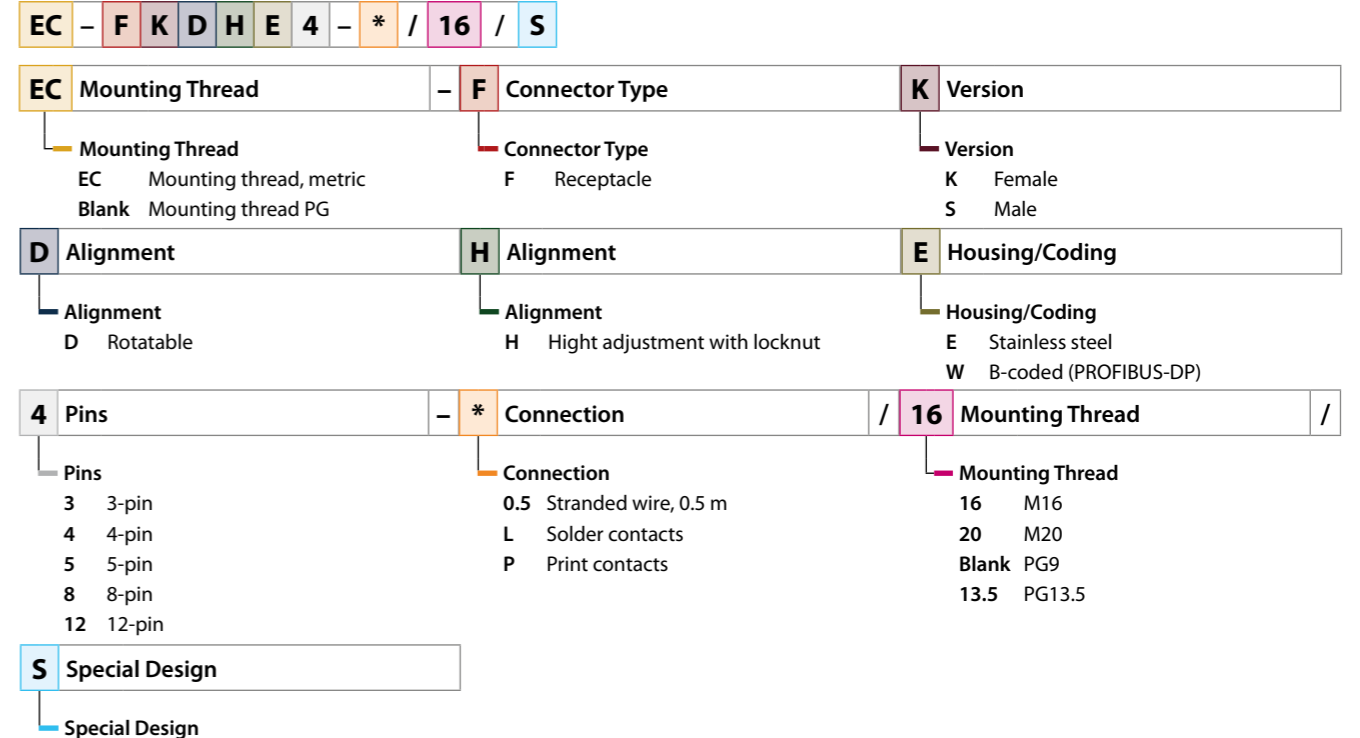 EC – F K D H E 4 – * / 16 / S
EC Mounting Thread – F Connector Type K Version
Mounting Thread
EC Mounting thread, metric
Blank Mounting thread PG
Connector Type
F Receptacle
Version
K Female
S Male
D Alignment H Alignment E Housing/Coding
Alignment
D Rotatable
Alignment
H Hight adjustment with locknut
Housing/Coding
E Stainless steel
W B-coded (PROFIBUS-DP)
4 Pins – * Connection / 16 Mounting Thread /
Pins
3 3-pin
4 4-pin
5 5-pin
8 8-pin
12 12-pin
Connection
0.5 Stranded wire, 0.5 m
L Solder contacts
P Print contacts
Mounting Thread
16 M16
20 M20
Blank PG9
13.5 PG13.5
S Special Design
Special Design